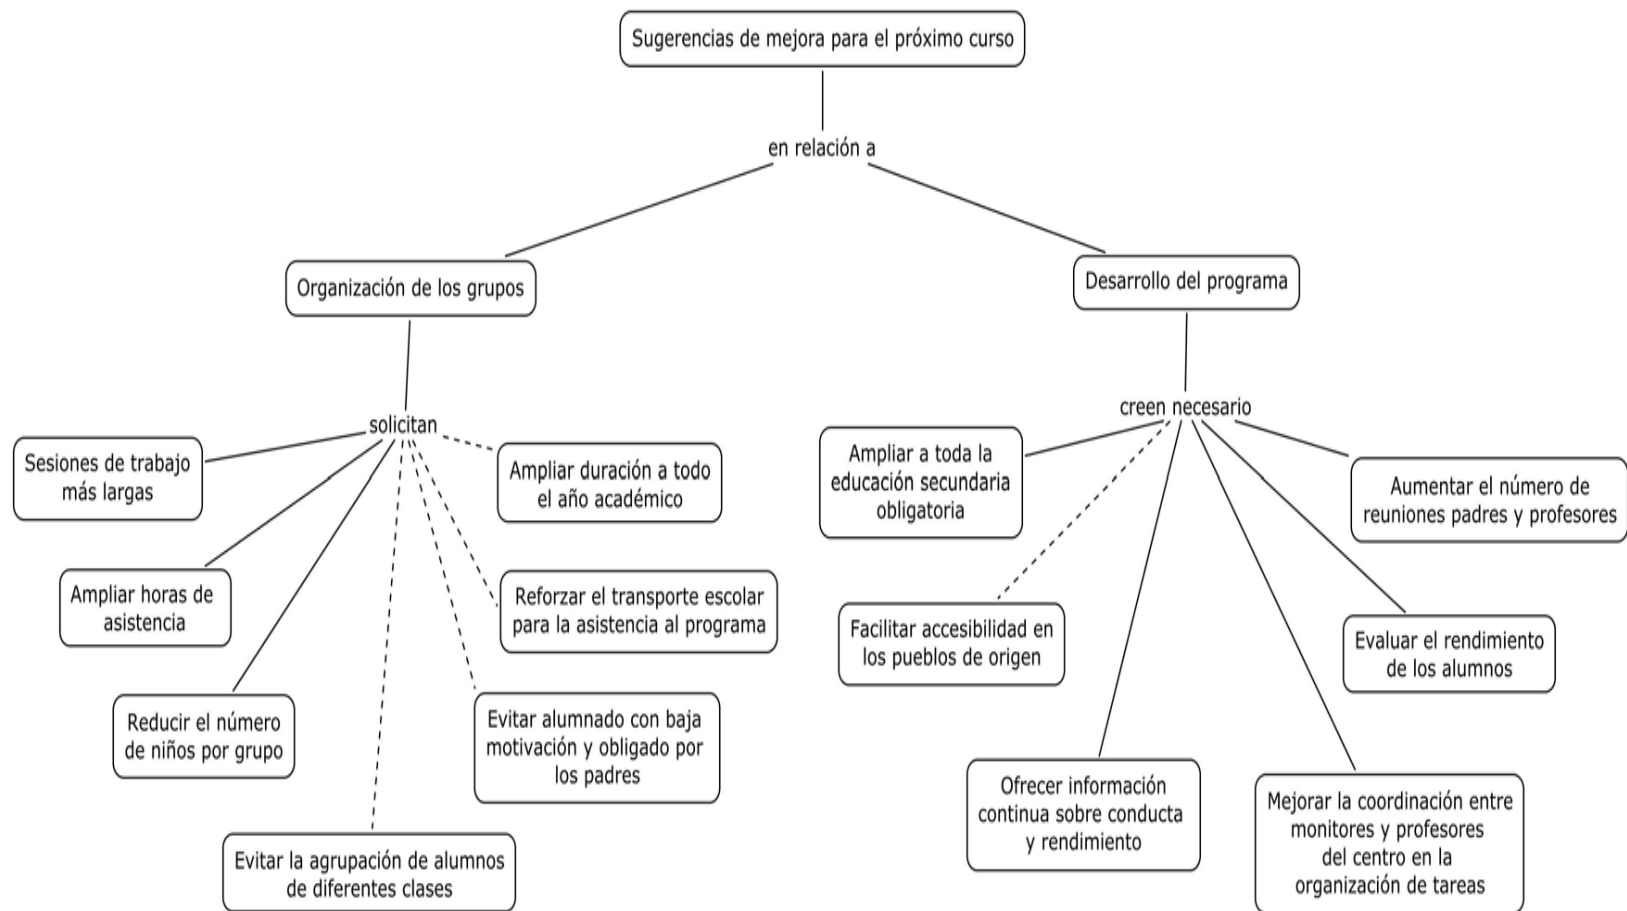 Sugerencias de mejora para el próximo curso
en relación a
Organización de los grupos
Desarrollo del programa
solicitan
creen necesario
Sesiones de trabajo
más largas
Ampliar duración a todo
el año académico
Ampliar horas de
asistencia
Reforzar el transporte escolar
para la asistencia al programa
Reducir el número
de niños por grupo
Evitar alumnado con baja
motivación y obligado por
los padres
Evitar la agrupación de alumnos
de diferentes clases
Ampliar a toda la
educación secundaria
obligatoria
Aumentar el número de
reuniones padres y profesores
Facilitar accesibilidad en
los pueblos de origen
Evaluar el rendimiento
de los alumnos
Ofrecer información
continua sobre conducta
y rendimiento
Mejorar la coordinación entre
monitores y profesores
del centro en la
organización de tareas